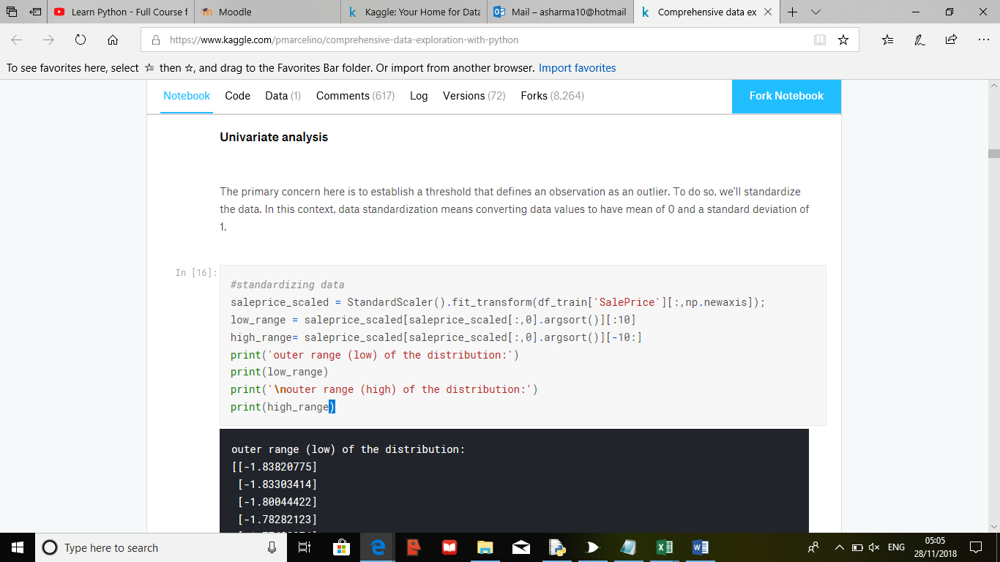 Learn Python - Full Course f
Moodle
Kaggle: Your Home for Data
Mail – asharma10@hotmail
Comprehensive data ex
https://www.kaggle.com/pmarcelino/comprehensive-data-exploration-with-python
To see favorites here, select then , and drag to the Favorites Bar folder. Or import from another browser. Import favorites
Notebook Code Data (1) Comments (617) Log Versions (72) Forks (8,264) Fork Notebook
Univariate analysis
The primary concern here is to establish a threshold that defines an observation as an outlier. To do so, we'll standardize
the data. In this context, data standardization means converting data values to have mean of 0 and a standard deviation of
1.
In [16]:
#standardizing data
saleprice_scaled = StandardScaler().fit_transform(df_train['SalePrice'][:,np.newaxis]);
low_range = saleprice_scaled[saleprice_scaled[:,0].argsort()][:10]
high_range= saleprice_scaled[saleprice_scaled[:,0].argsort()][-10:]
print('outer range (low) of the distribution:')
print(low_range)
print('\nouter range (high) of the distribution:')
print(high_range)
outer range (low) of the distribution:
[[-1.83820775]
[-1.83303414]
[-1.80044422]
[-1.78282123]
Type here to search
ENG
05:05
28/11/2018